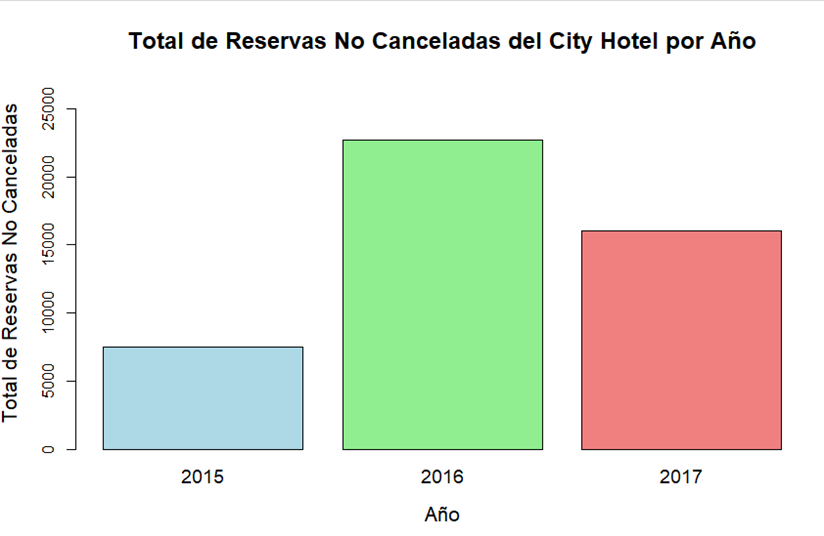 Total de Reservas No Canceladas del City Hotel por Año
Total de Reservas No Canceladas
25000
20000
15000
10000
5000
0
2015 2016 2017
Año